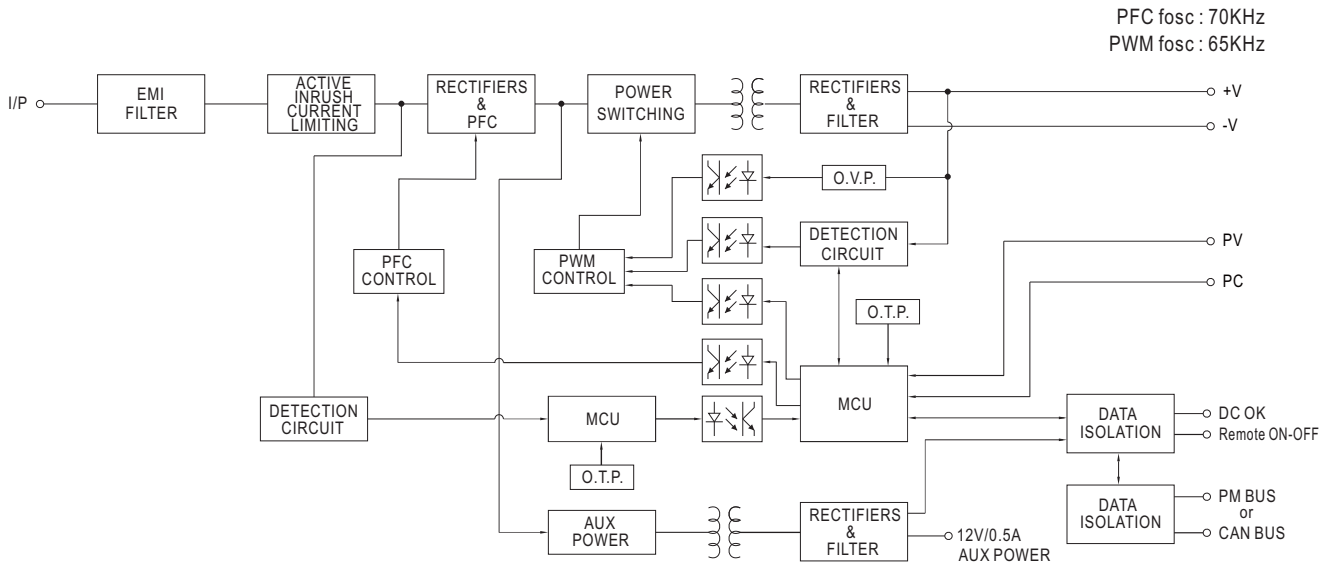 PFC fosc : 70KHz
PWM fosc : 65KHz
I/P
EMI
FILTER
ACTIVE
INRUSH
CURRENT
LIMITING
RECTIFIERS
&
PFC
POWER
SWITCHING
RECTIFIERS
&
FILTER
+V
-V
O.V.P.
DETECTION
CIRCUIT
PFC
CONTROL
PWM
CONTROL
PV
PC
O.T.P.
MCU
DETECTION
CIRCUIT
MCU
O.T.P.
DATA
ISOLATION
DC OK
Remote ON-OFF
DATA
ISOLATION
PM BUS
or
CAN BUS
AUX
POWER
RECTIFIERS
&
FILTER
12V/0.5A
AUX POWER